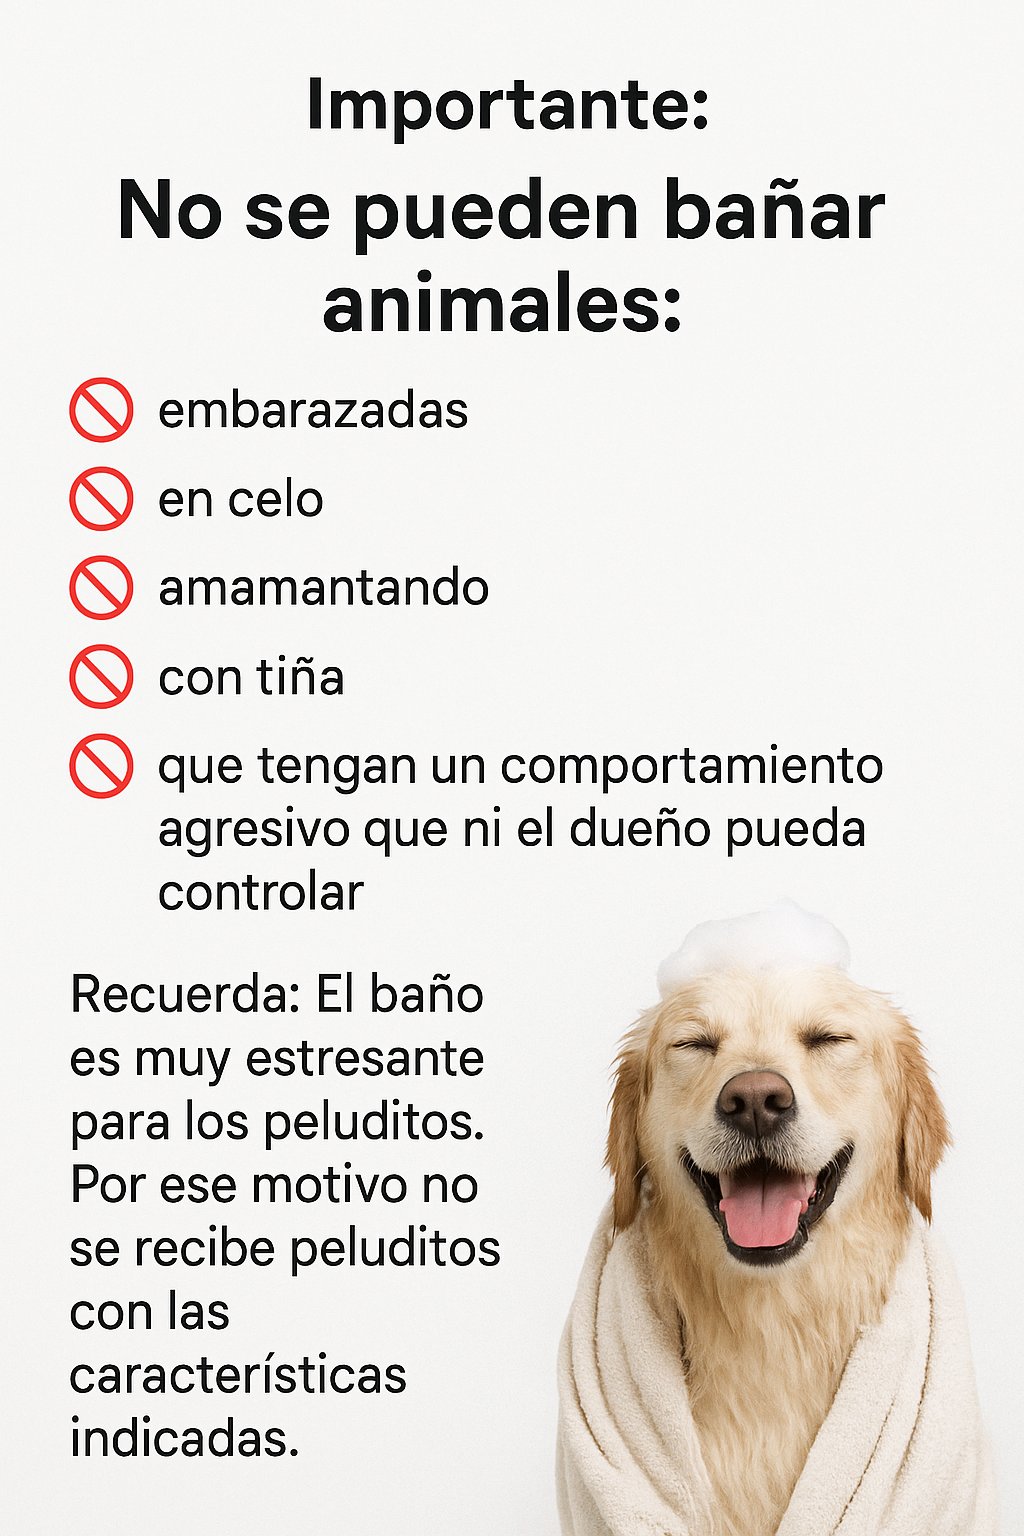 Importante:
No se pueden bañar
animales:
embarazadas
en celo
amamantando
con tiña
que tengan un comportamiento
agresivo que ni el dueño pueda
controlar
Recuerda: El baño
es muy estresante
para los peluditos.
Por ese motivo no
se recibe peluditos
con las
características
indicadas.